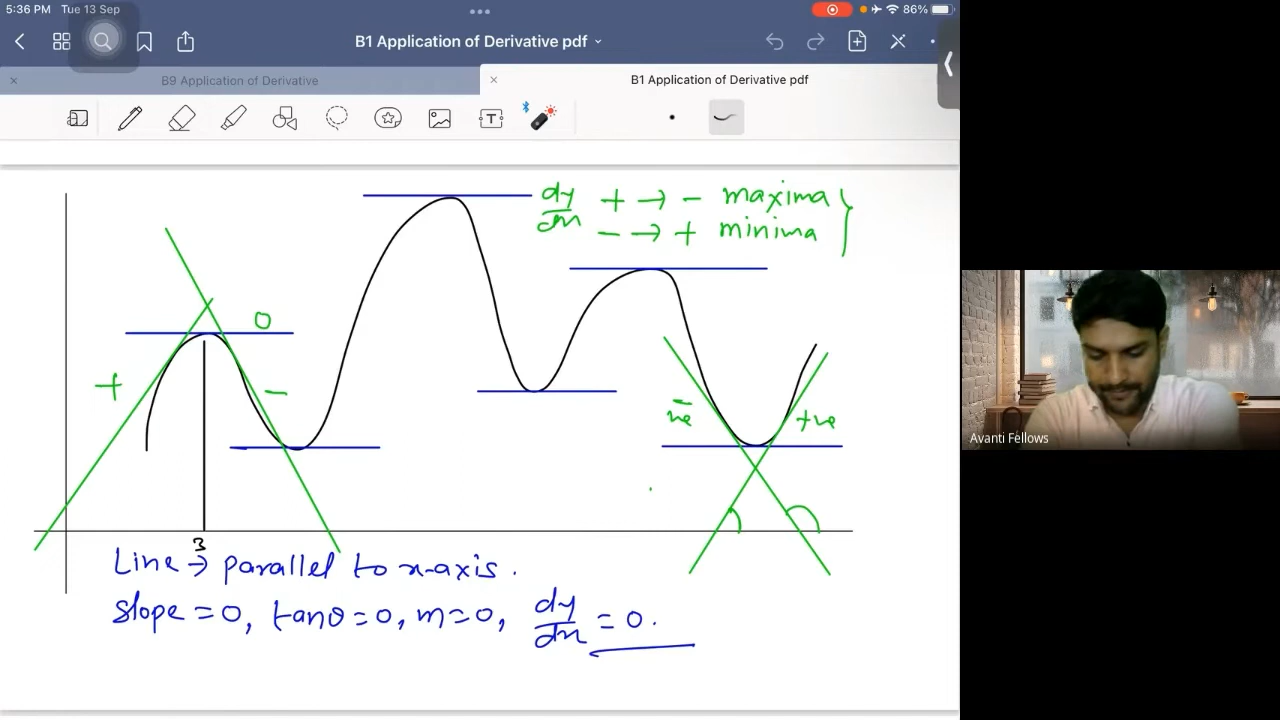 5:36 PM Tue 13 Sep
86%
B1 Application of Derivative pdf
B9 Application of Derivative
B1 Application of Derivative pdf
T
dy/dx + → - maxima
- → + minima
0
+
-
-ve
+ve
3
Line → parallel to x-axis.
Slope = 0, tanθ = 0, m = 0, dy/dx = 0.
Avanti Fellows